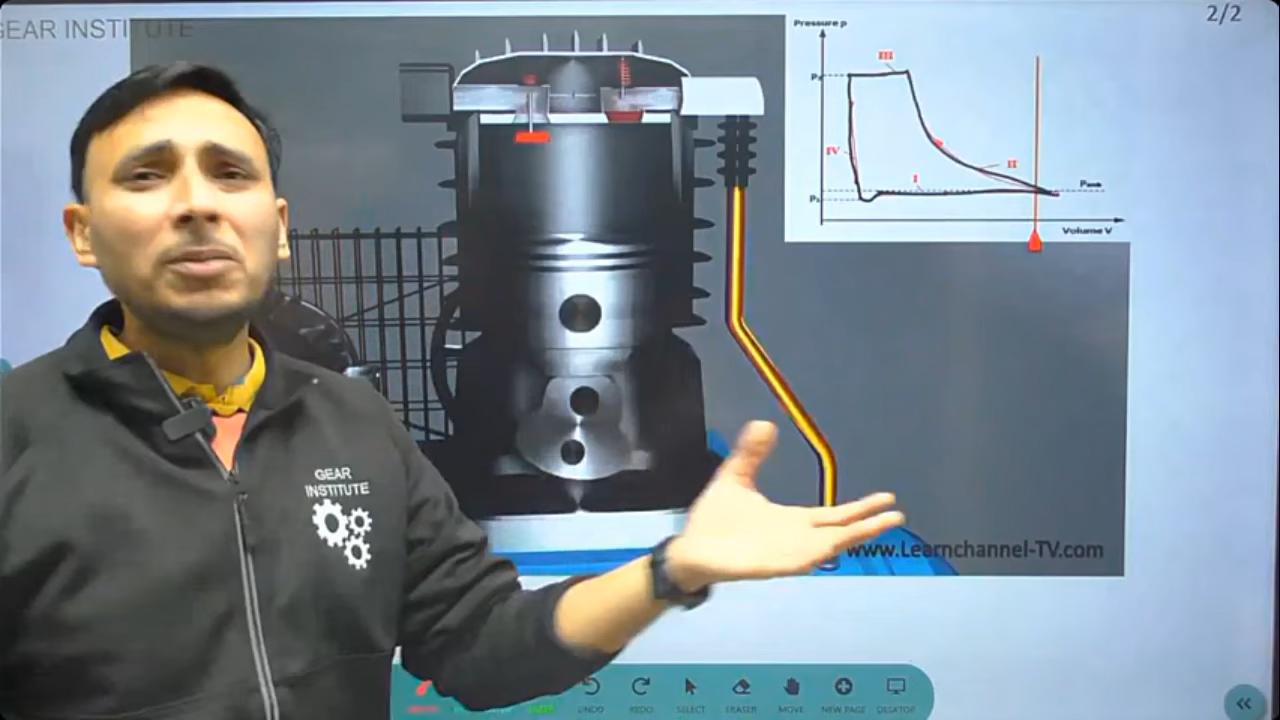 GEAR INSTITUTE
2/2
Pressure p
III
IV
II
I
Volume V
GEAR
INSTITUTE
www.Learnchannel-TV.com
UNDO
REDO
SELECT
ERASER
MOVE
NEW PAGE
DESKTOP